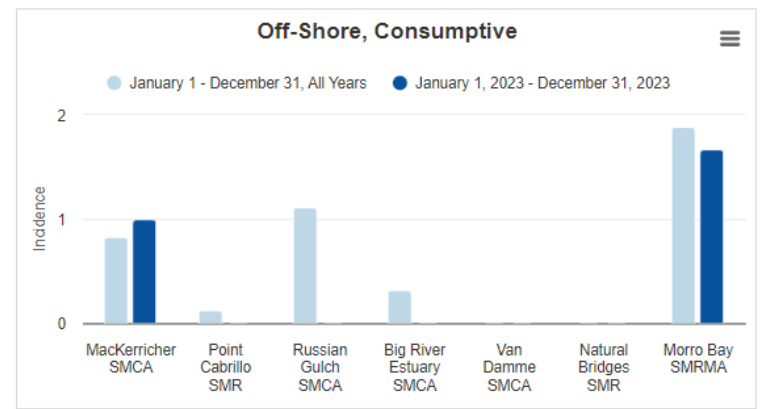 Off-Shore, Consumptive
January 1 - December 31, All Years
January 1, 2023 - December 31, 2023
2
1
0
Incidence
MacKerricher
SMCA
Point
Cabrillo
SMR
Russian
Gulch
SMCA
Big River
Estuary
SMCA
Van
Damme
SMCA
Natural
Bridges
SMR
Morro Bay
SMRMA